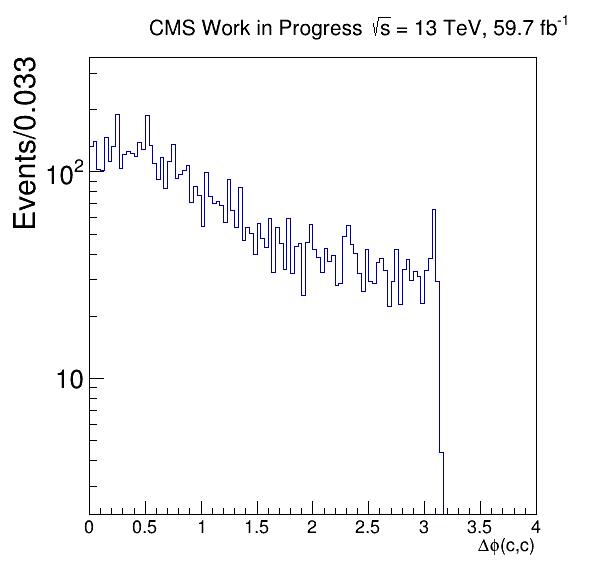 CMS Work in Progress √s = 13 TeV, 59.7 fb⁻¹
Events/0.033
10²
10
0 0.5 1 1.5 2 2.5 3 3.5 4
Δϕ(c,c)